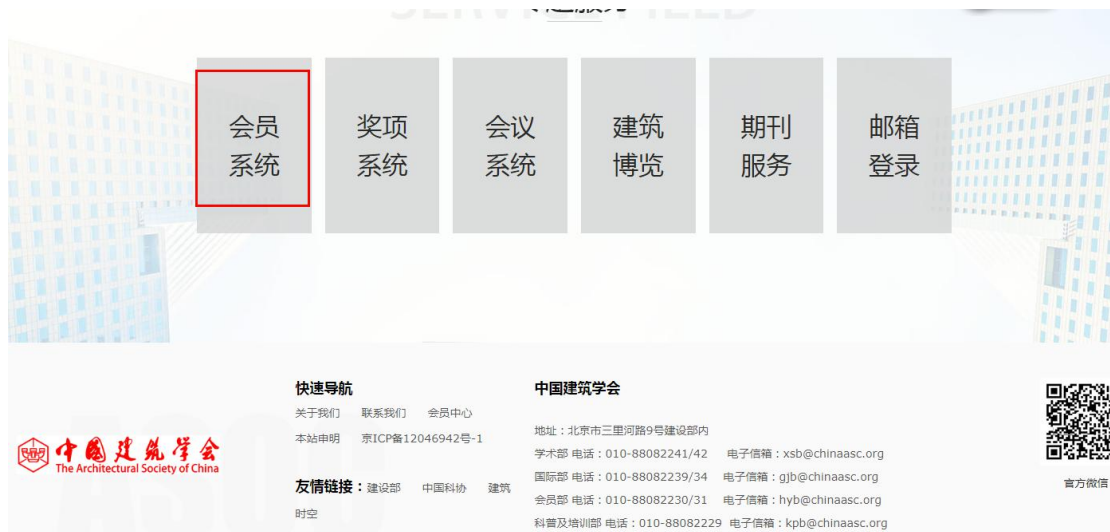 SERVICE FIELD
会员
系统
奖项
系统
会议
系统
建筑
博览
期刊
服务
邮箱
登录
中国建筑学会
The Architectural Society of China
快速导航
关于我们 联系我们 会员中心
本站申明 京ICP备12046942号-1
友情链接：建设部 中国科协 建筑
时空
中国建筑学会
地址：北京市三里河路9号建设部内
学术部 电话：010-88082241/42 电子信箱：xsb@chinaasc.org
国际部 电话：010-88082239/34 电子信箱：gjb@chinaasc.org
会员部 电话：010-88082230/31 电子信箱：hyb@chinaasc.org
科普及培训部 电话：010-88082229 电子信箱：kpb@chinaasc.org
官方微信